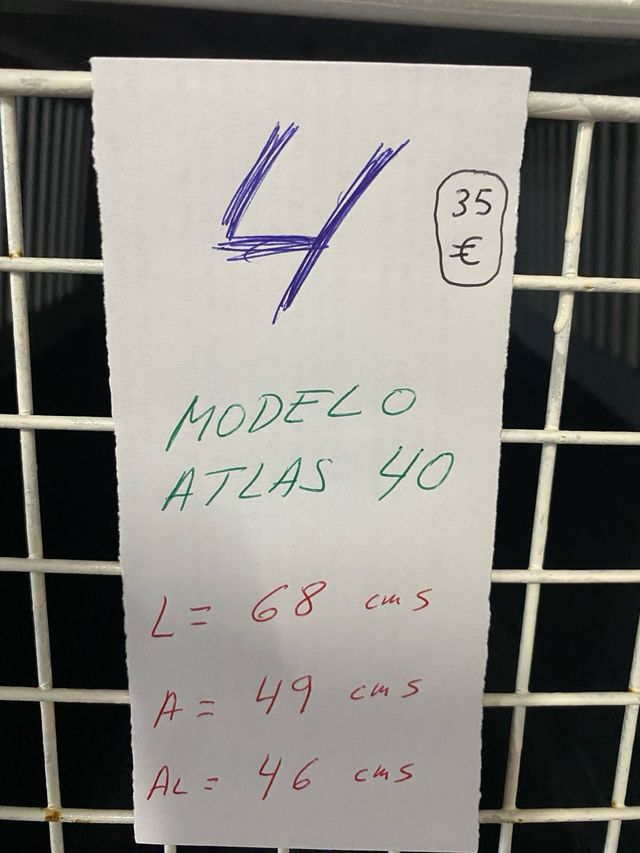 4
35
€
MODELO
ATLAS 40
L= 68 cms
A= 49 cms
AL= 46 cms